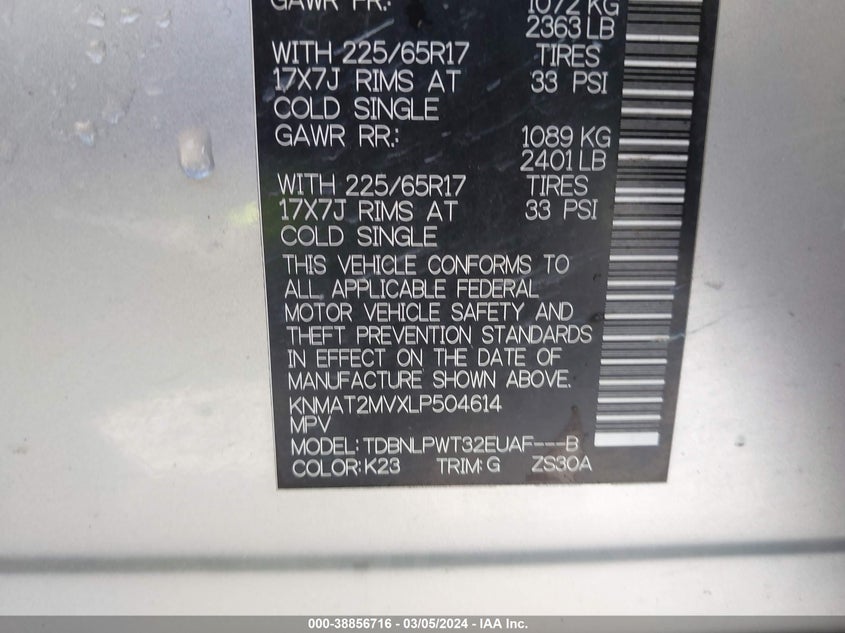 GAWR FR.: 1072 KG
2363 LB
WITH 225/65R17 TIRES
17X7J RIMS AT 33 PSI
COLD SINGLE
GAWR RR.: 1089 KG
2401 LB
WITH 225/65R17 TIRES
17X7J RIMS AT 33 PSI
COLD SINGLE
THIS VEHICLE CONFORMS TO
ALL APPLICABLE FEDERAL
MOTOR VEHICLE SAFETY AND
THEFT PREVENTION STANDARDS
IN EFFECT ON THE DATE OF
MANUFACTURE SHOWN ABOVE.
KNMAT2MVXLP504614
MPV
MODEL: TDBNLPWT32EUAF---B
COLOR: K23 TRIM: G ZS30A
000-38856716 - 03/05/2024 - IAA Inc.